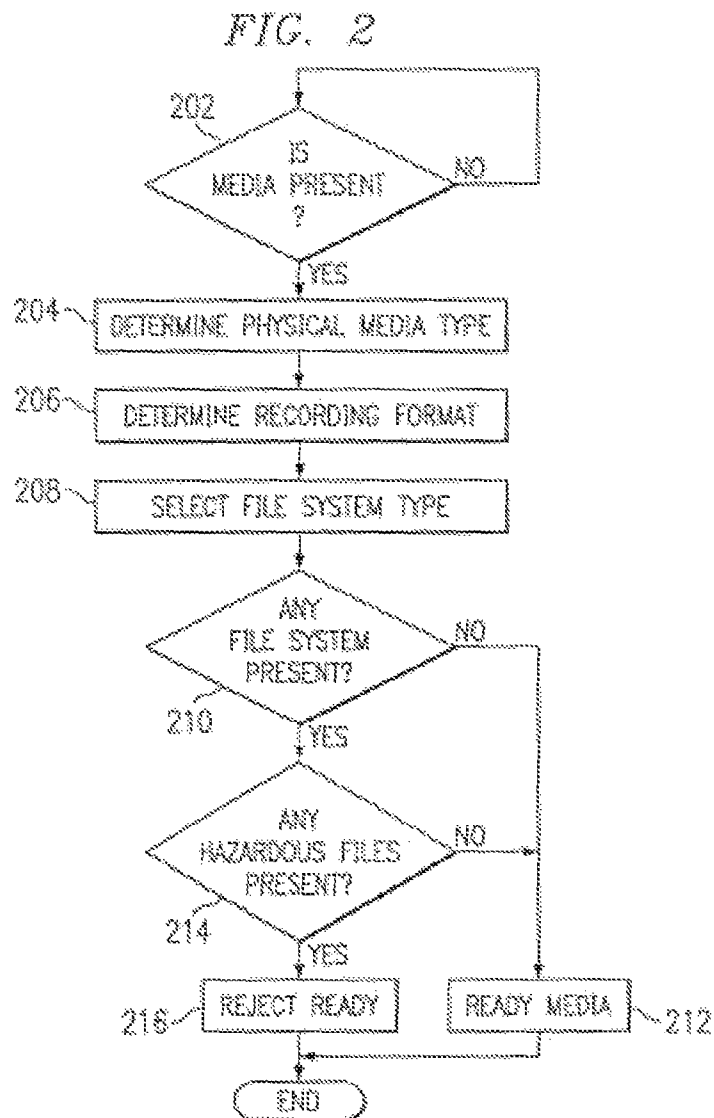 FIG. 2
202
IS
MEDIA PRESENT
?
NO
YES
204
DETERMINE PHYSICAL MEDIA TYPE
206
DETERMINE RECORDING FORMAT
208
SELECT FILE SYSTEM TYPE
ANY
FILE SYSTEM
PRESENT?
NO
210
YES
ANY
HAZARDOUS FILES
PRESENT?
NO
214
YES
216
REJECT READY
READY MEDIA
212
END